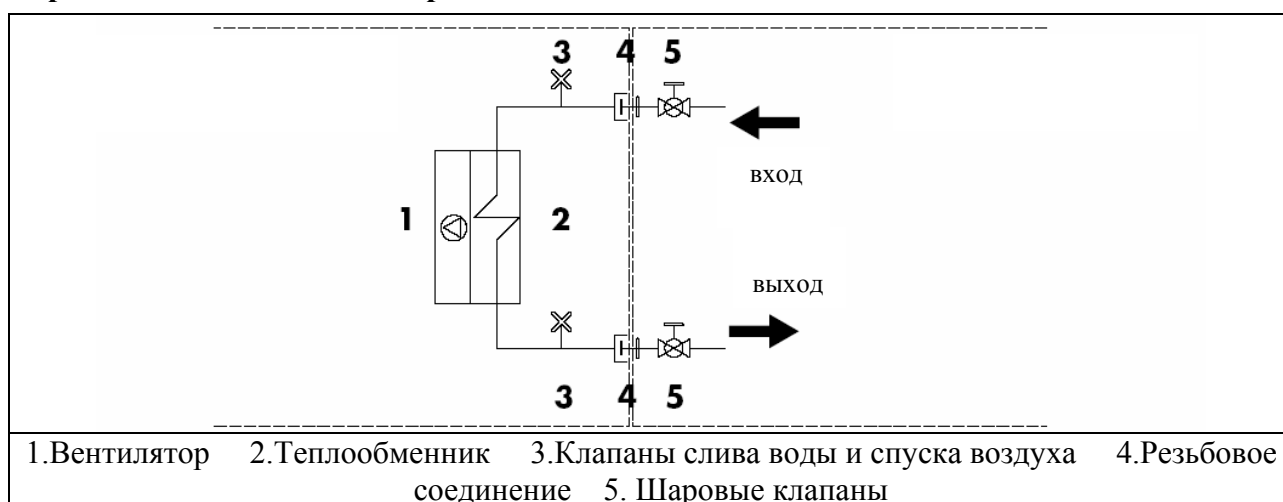 3 4 5
вход
1 2
выход
3 4 5
1.Вентилятор 2.Теплообменник 3.Клапаны слива воды и спуска воздуха 4.Резьбовое
соединение 5. Шаровые клапаны